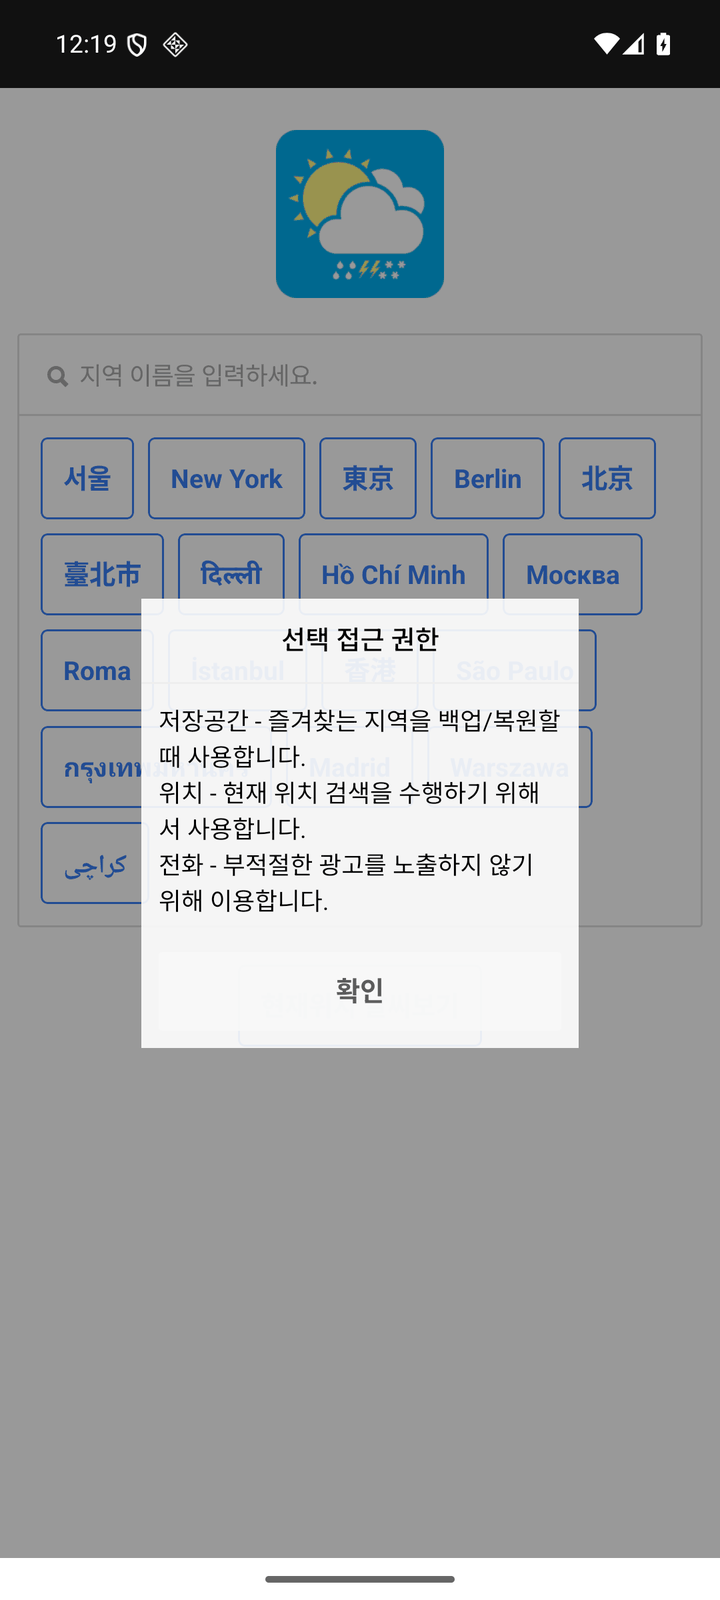 12:19
지역 이름을 입력하세요.
서울 New York 東京 Berlin 北京
臺北市 दिल्ली Hồ Chí Minh Москва
Roma İstanbul 香港 São Paulo
Madrid Warszawa
کراچی
선택 접근 권한
저장공간 - 즐겨찾는 지역을 백업/복원할
때 사용합니다.
위치 - 현재 위치 검색을 수행하기 위해
서 사용합니다.
전화 - 부적절한 광고를 노출하지 않기
위해 이용합니다.
확인